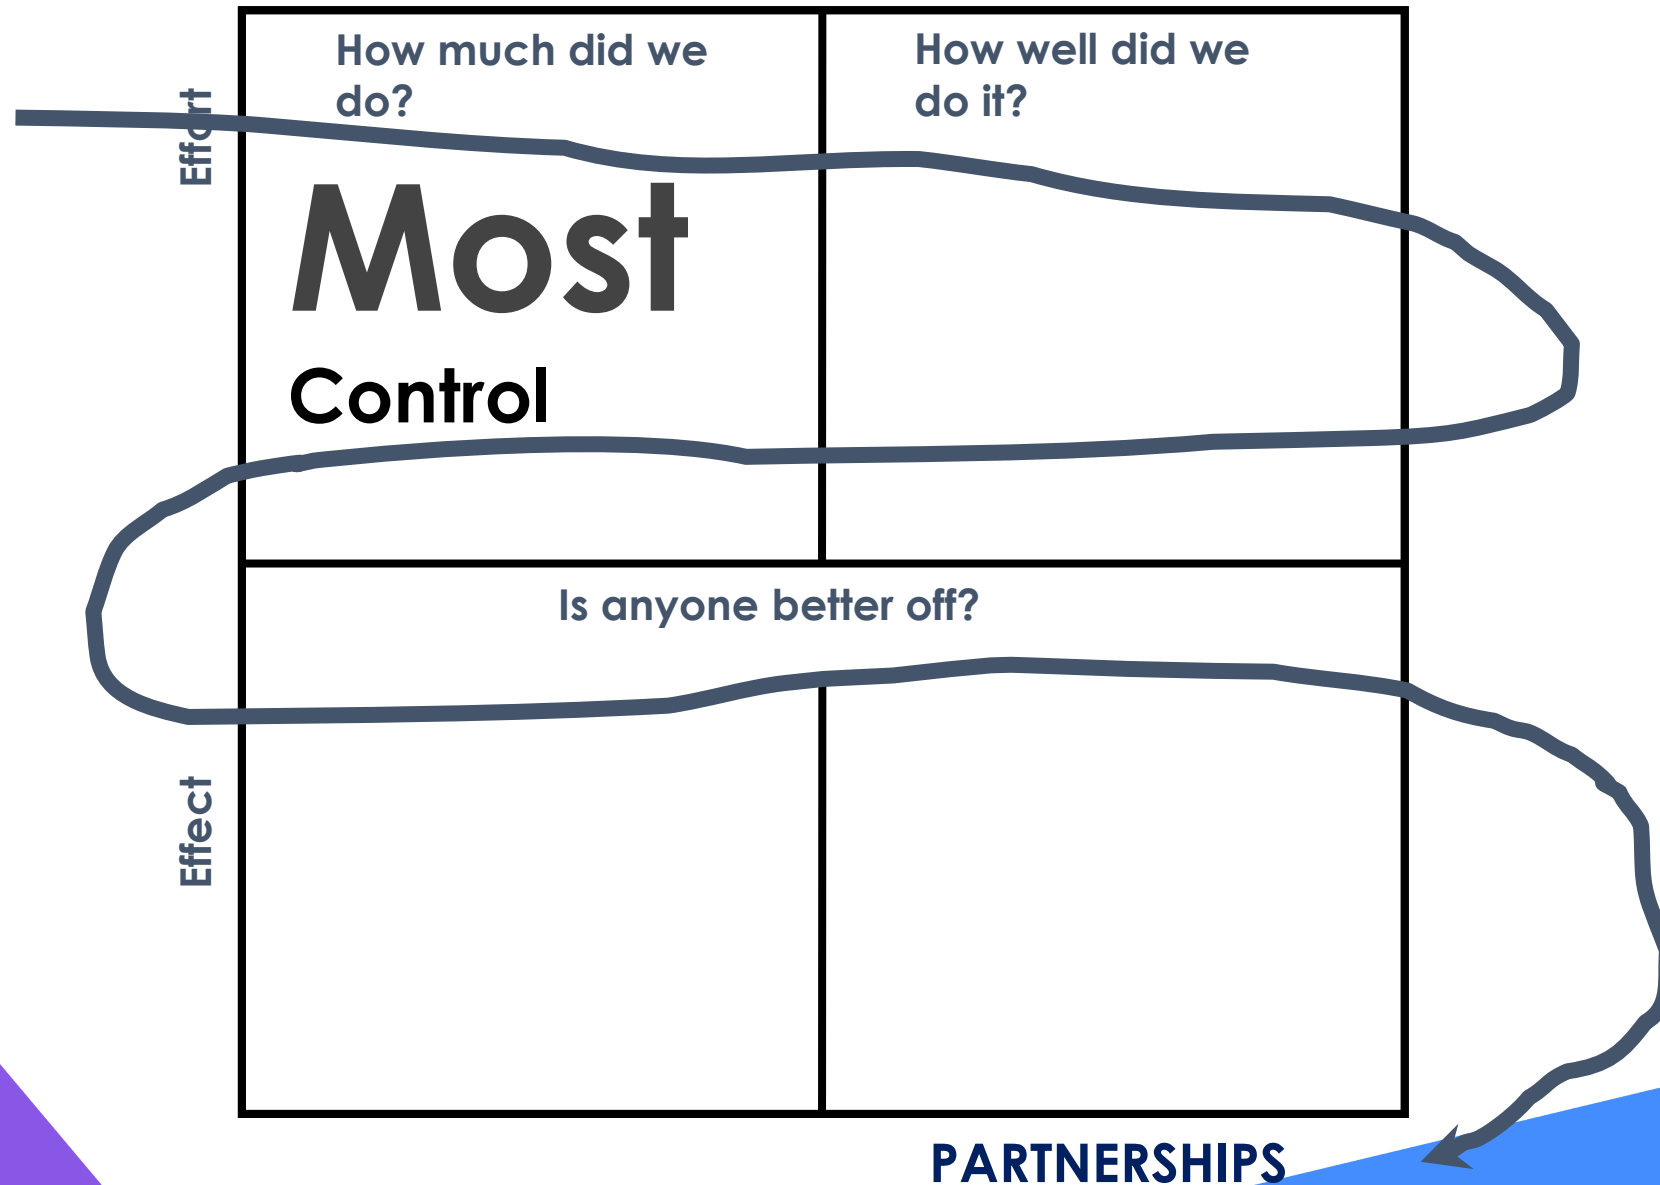 How much did we
do?
How well did we
do it?
Effort
Most
Control
Is anyone better off?
Effect
PARTNERSHIPS